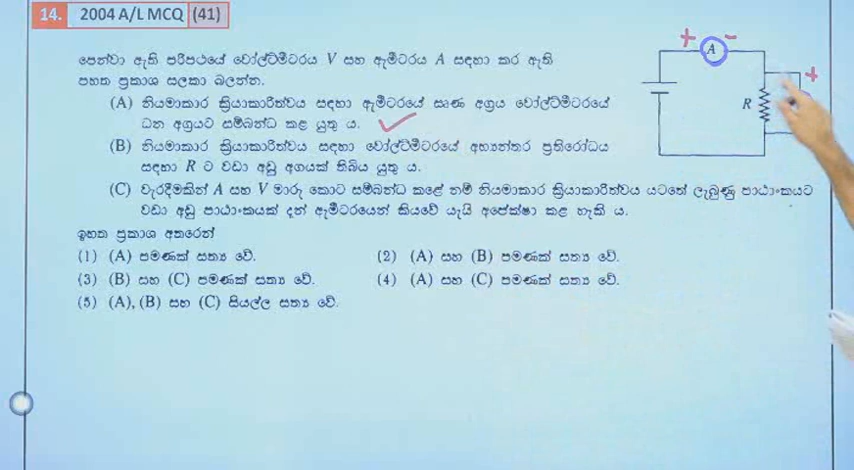 14. 2004 A/L MCQ (41)
පෙන්වා ඇති පරිපථයේ වෝල්ට්මීටරය V සහ ඇමීටරය A සඳහා කර ඇති
පහත ප්‍රකාශ සලකා බලන්න.
(A) නියමාකාර ක්‍රියාකාරීත්වය සඳහා ඇමීටරයේ සෘණ අග්‍රය වෝල්ට්මීටරයේ
ධන අග්‍රයට සම්බන්ධ කළ යුතු ය.
(B) නියමාකාර ක්‍රියාකාරීත්වය සඳහා වෝල්ට්මීටරයේ අභ්‍යන්තර ප්‍රතිරෝධය
සඳහා R ට වඩා අඩු අගයක් තිබිය යුතු ය.
(C) වැරදීමකින් A සහ V මාරු කොට සම්බන්ධ කළේ නම් නියමාකාර ක්‍රියාකාරීත්වය යටතේ ලැබුණු පාඨාංකයට
වඩා අඩු පාඨාංකයක් දැන් ඇමීටරයෙන් කියවේ යැයි අපේක්ෂා කළ හැකි ය.
ඉහත ප්‍රකාශ අතරෙන්
(1) (A) පමණක් සත්‍ය වේ.
(2) (A) සහ (B) පමණක් සත්‍ය වේ.
(3) (B) සහ (C) පමණක් සත්‍ය වේ.
(4) (A) සහ (C) පමණක් සත්‍ය වේ.
(5) (A), (B) සහ (C) සියල්ල සත්‍ය වේ.
+ A -
+
R